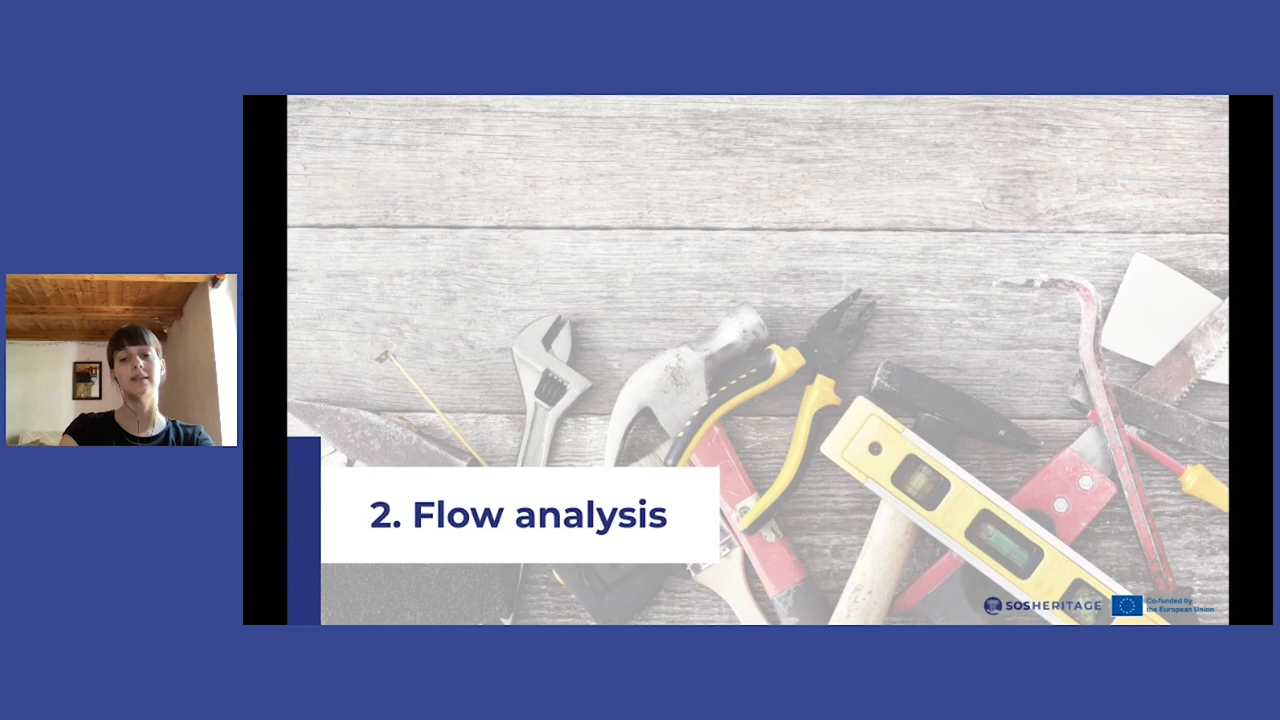 2. Flow analysis
SOSHERITAGE
Co-funded by
the European Union